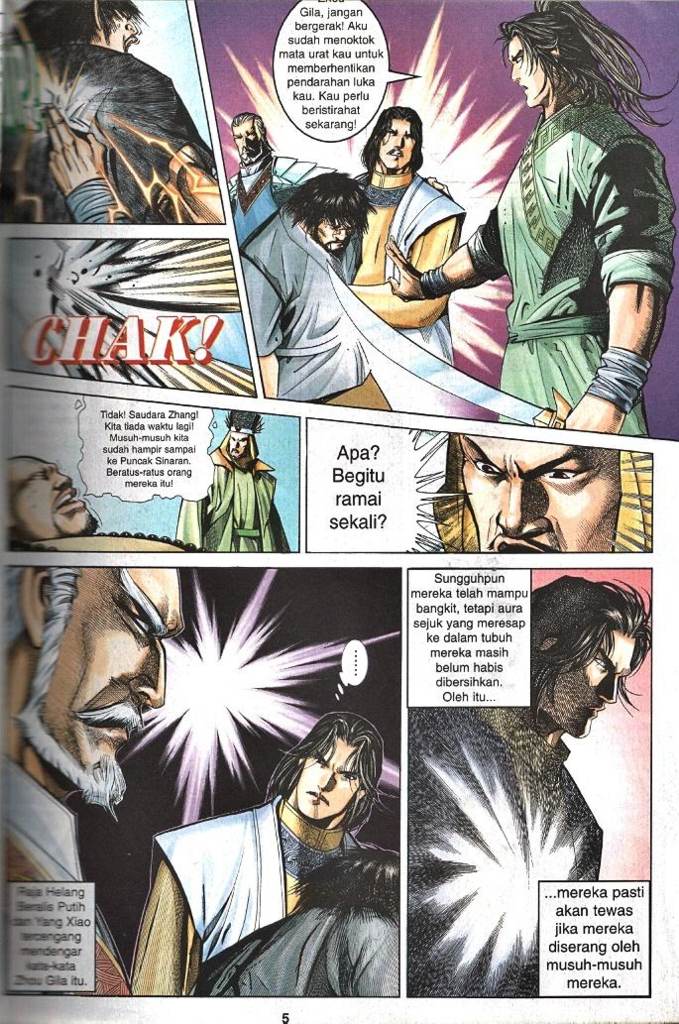 Zhou
Gila, jangan
bergerak! Aku
sudah menoktok
mata urat kau untuk
memberhentikan
pendarahan luka
kau. Kau perlu
beristirahat
sekarang!
CHAK!
Tidak! Saudara Zhang!
Kita tiada waktu lagi!
Musuh-musuh kita
sudah hampir sampai
ke Puncak Sinaran.
Beratus-ratus orang
mereka itu!
Apa?
Begitu
ramai
sekali?
......
Sungguhpun
mereka telah mampu
bangkit, tetapi aura
sejuk yang meresap
ke dalam tubuh
mereka masih
belum habis
dibersihkan.
Oleh itu...
Raja Helang
Beralis Putih
dan Yang Xiao
tercengang
mendengar
kata-kata
Zhou Gila itu.
...mereka pasti
akan tewas
jika mereka
diserang oleh
musuh-musuh
mereka.
5